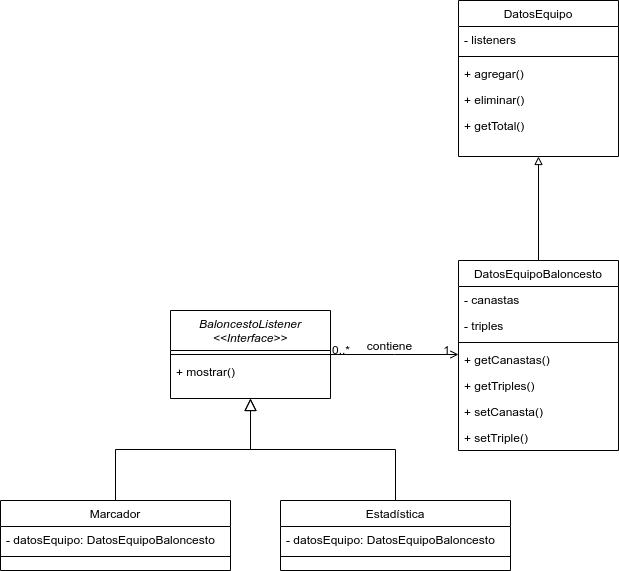 DatosEquipo
- listeners
+ agregar()
+ eliminar()
+ getTotal()
DatosEquipoBaloncesto
- canastas
- triples
+ getCanastas()
+ getTriples()
+ setCanasta()
+ setTriple()
BaloncestoListener
<<Interface>>
+ mostrar()
0..*
contiene
1
Marcador
- datosEquipo: DatosEquipoBaloncesto
Estadística
- datosEquipo: DatosEquipoBaloncesto